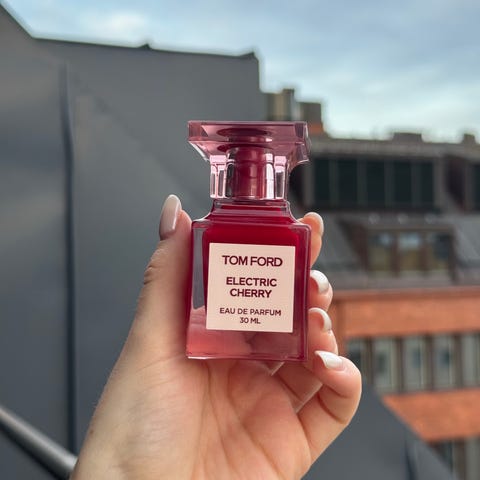 TOM FORD
ELECTRIC
CHERRY
EAU DE PARFUM
30 ML